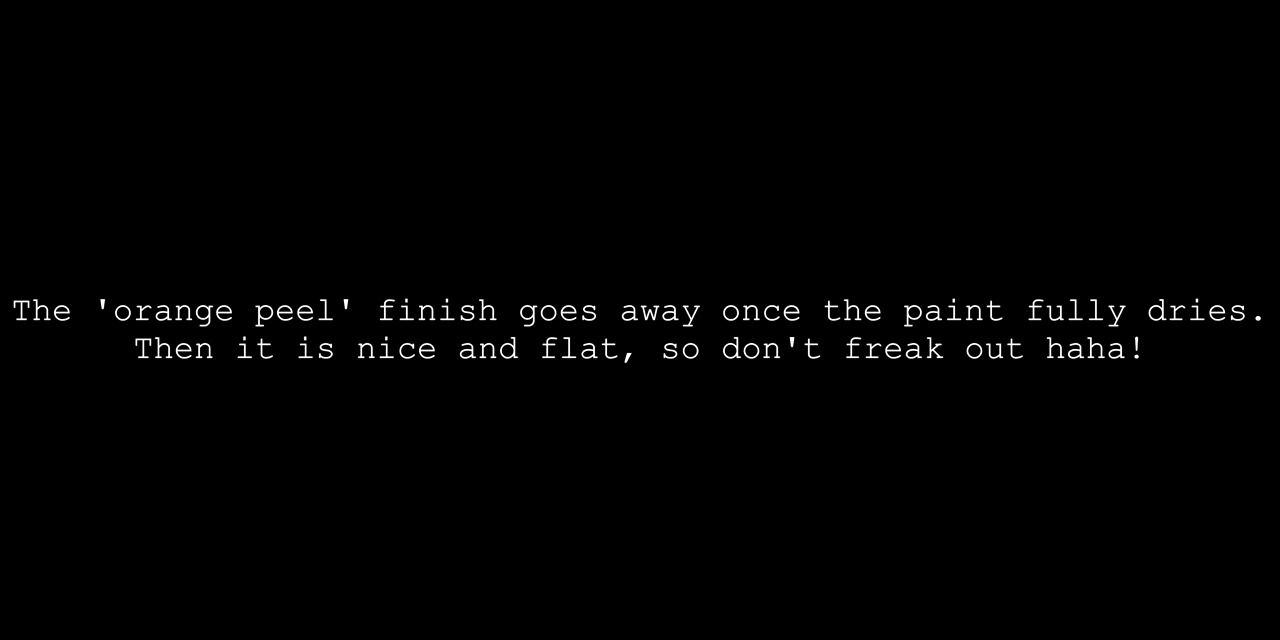 The 'orange peel' finish goes away once the paint fully dries.
Then it is nice and flat, so don't freak out haha!